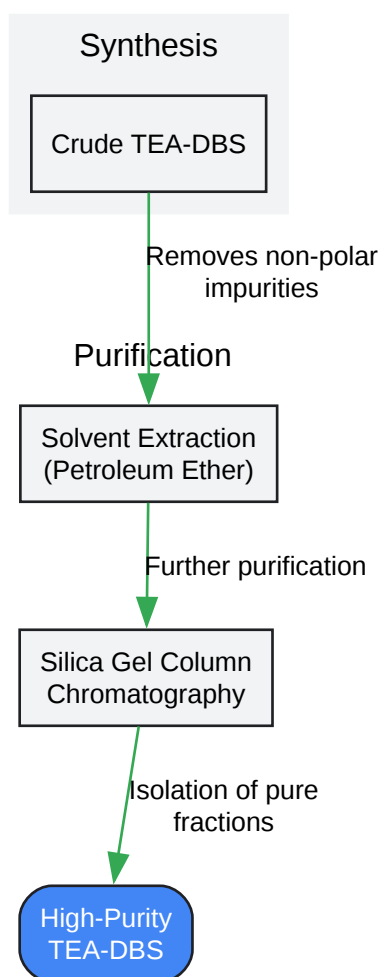 Synthesis
Crude TEA-DBS
Removes non-polar
impurities
Purification
Solvent Extraction
(Petroleum Ether)
Further purification
Silica Gel Column
Chromatography
Isolation of pure
fractions
High-Purity
TEA-DBS